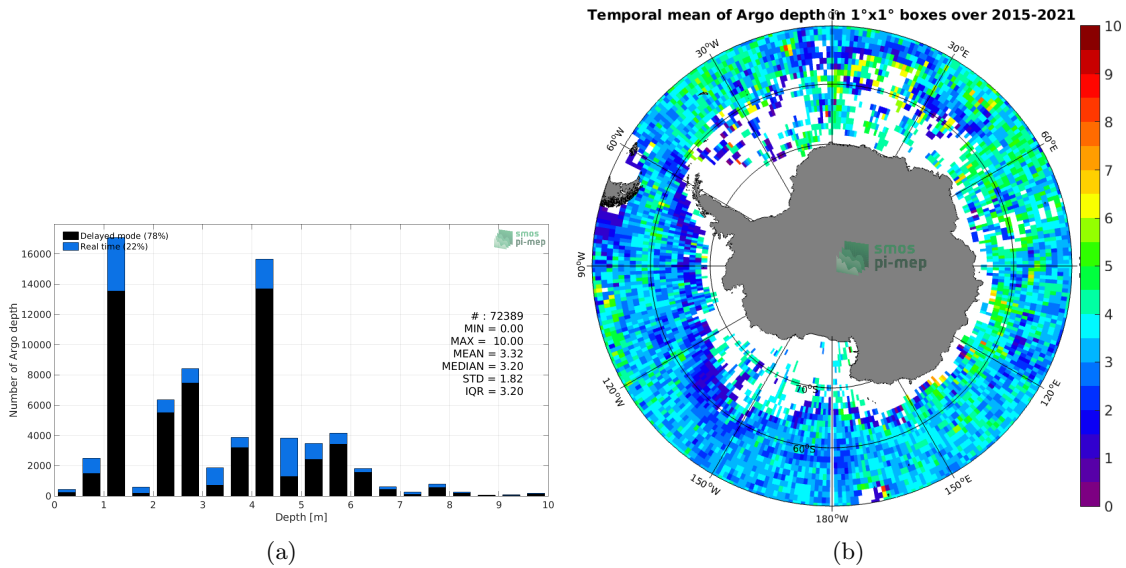 Delayed mode (78%)
Real time (22%)
smos
pi-mep
16000
14000
12000
10000
8000
6000
4000
2000
0
Number of Argo depth
# : 72389
MIN = 0.00
MAX = 10.00
MEAN = 3.32
MEDIAN = 3.20
STD = 1.82
IQR = 3.20
0 1 2 3 4 5 6 7 8 9 10
Depth [m]
(a)
Temporal mean of Argo depth in 1°x1° boxes over 2015-2021
30°W
30°E
60°W
60°E
90°W
120°W
120°E
150°W
150°E
180°W
70°S
60°S
smos
pi-mep
10
9
8
7
6
5
4
3
2
1
0
(b)